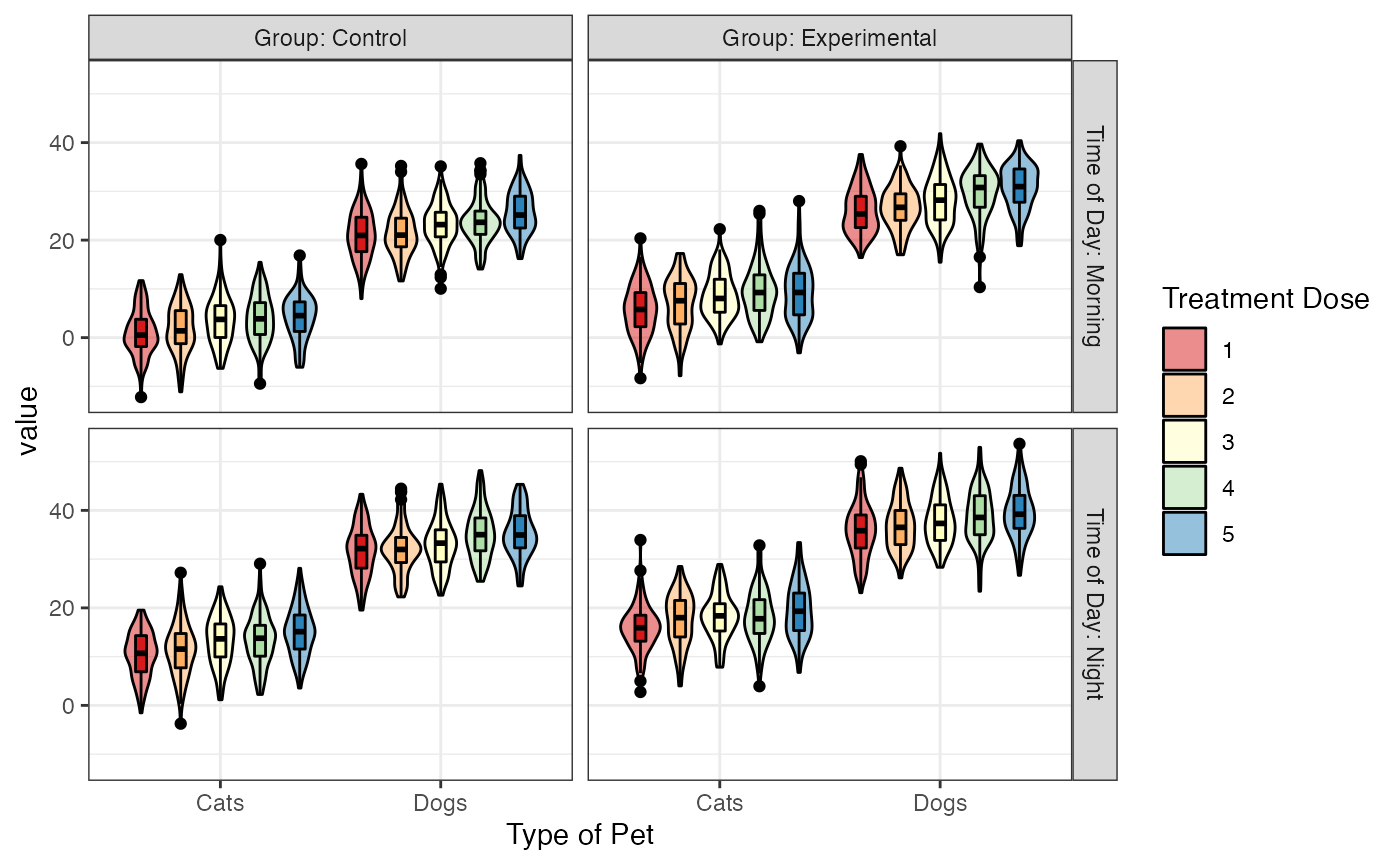 Group: Control
Group: Experimental
Time of Day: Morning
Time of Day: Night
40
20
0
40
20
0
value
Cats
Dogs
Cats
Dogs
Type of Pet
Treatment Dose
1
2
3
4
5